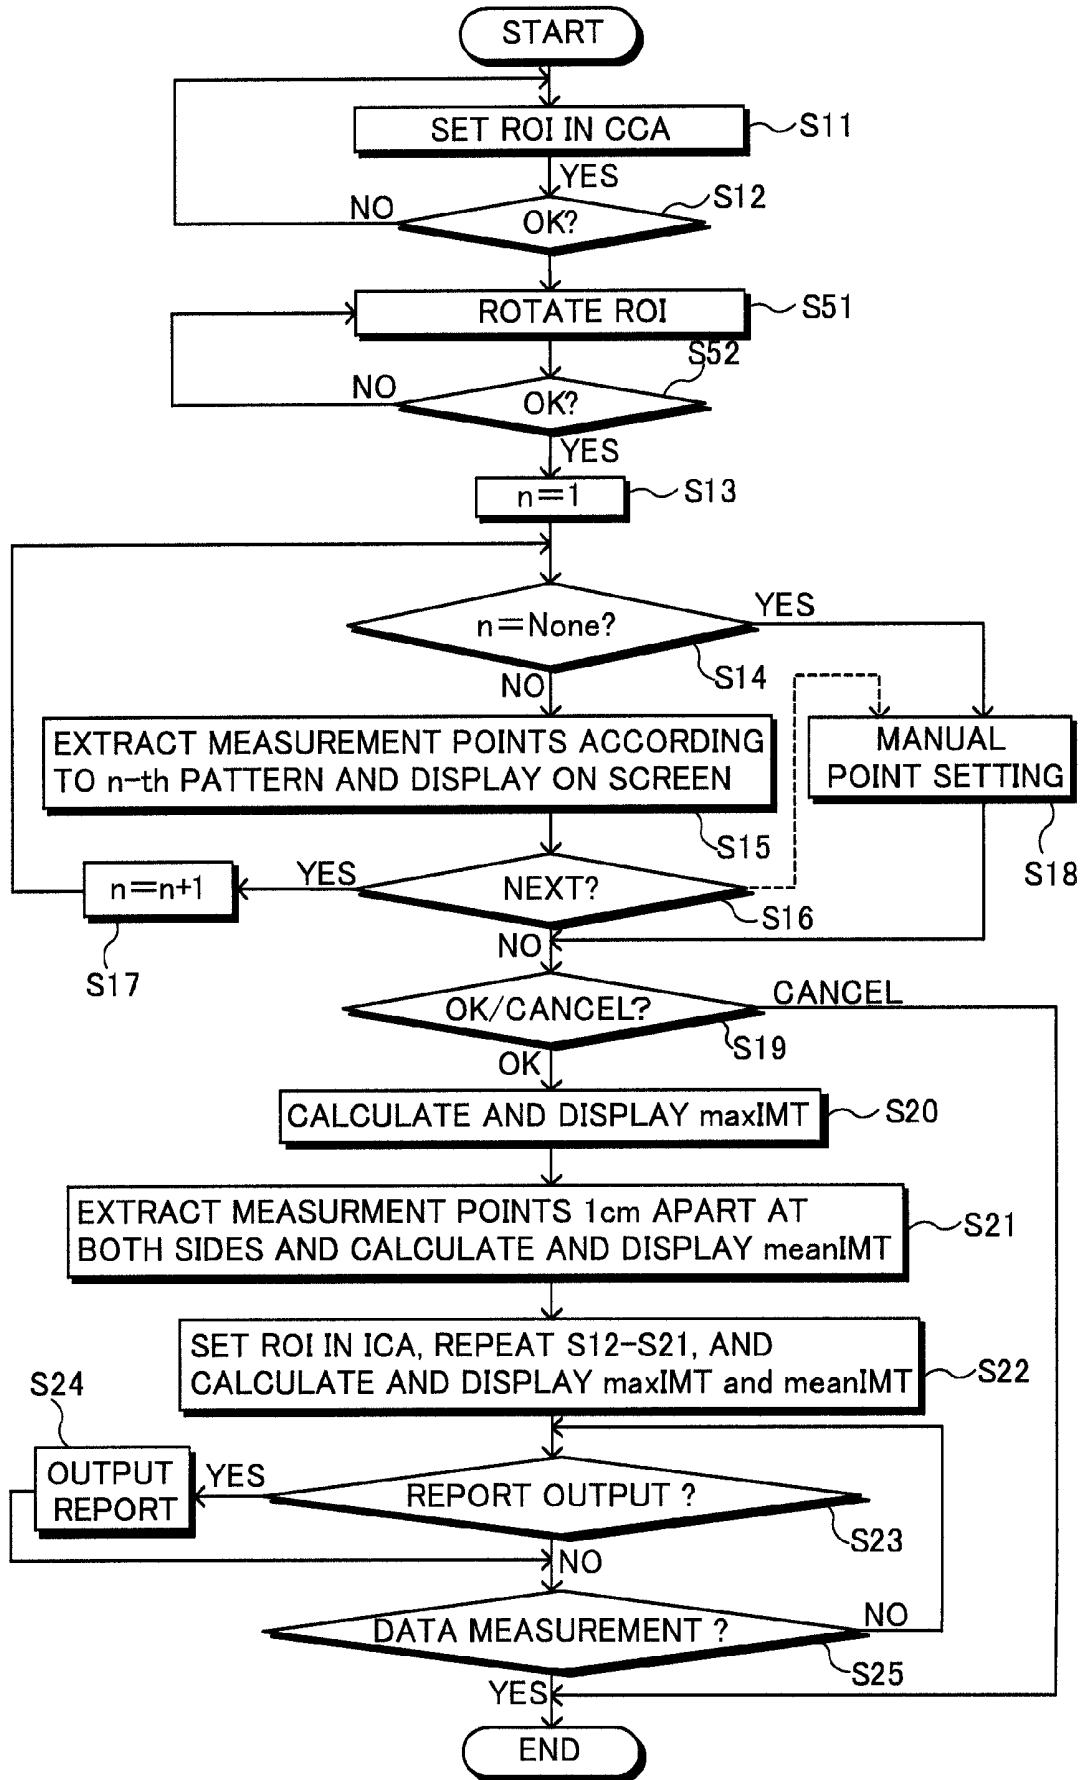 START
SET ROI IN CCA
S11
YES
S12
NO
OK?
ROTATE ROI
S51
S52
NO
OK?
YES
n=1
S13
n=None?
YES
S14
NO
EXTRACT MEASUREMENT POINTS ACCORDING
TO n-th PATTERN AND DISPLAY ON SCREEN
MANUAL
POINT SETTING
S15
S18
n=n+1
YES
NEXT?
S16
S17
NO
OK/CANCEL?
CANCEL
S19
OK
CALCULATE AND DISPLAY maxIMT
S20
EXTRACT MEASURMENT POINTS 1cm APART AT
BOTH SIDES AND CALCULATE AND DISPLAY meanIMT
S21
SET ROI IN ICA, REPEAT S12-S21, AND
CALCULATE AND DISPLAY maxIMT and meanIMT
S22
S24
OUTPUT
REPORT
YES
REPORT OUTPUT ?
S23
NO
DATA MEASUREMENT ?
NO
S25
YES
END